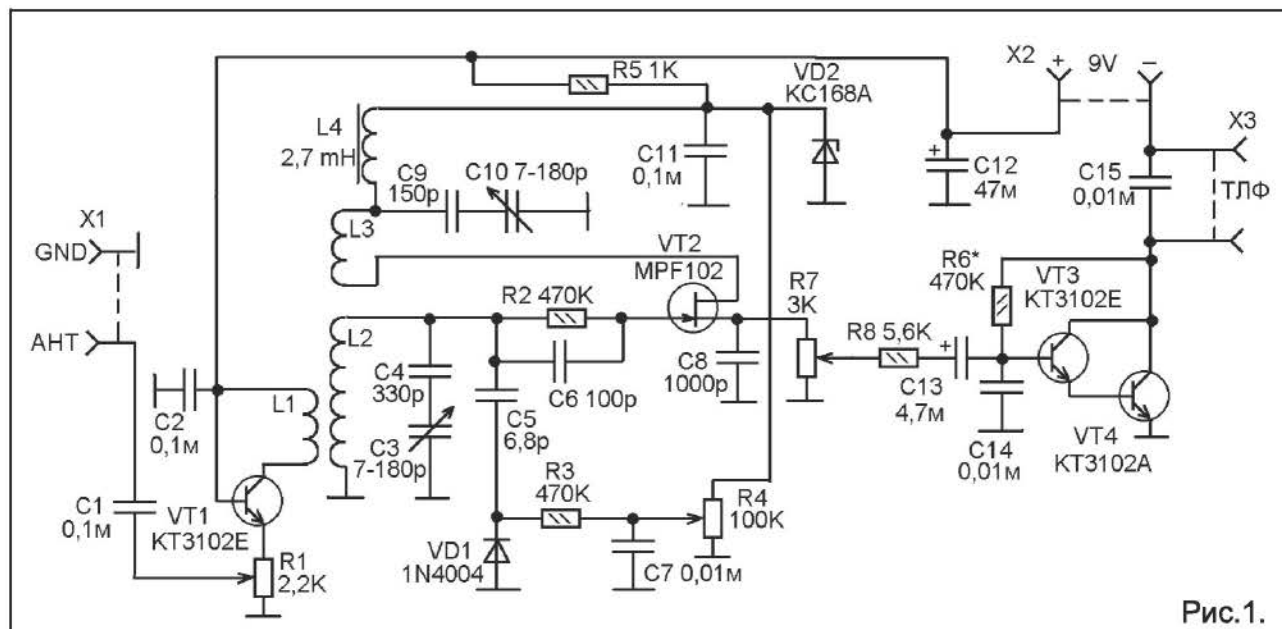 X2
+
9V
−
R5 1K
VD2
КС168А
X3
L4
2,7 mH
C9
150p
C10 7-180p
C11
0,1м
+
C12
47м
C15
0,01м
ТЛФ
X1
GND
АНТ
L3
VT2
MPF102
R2 470K
R7
3K
R6*
470K
VT3
КТ3102Е
R8 5,6K
L2
C4
330p
C6 100p
C8
1000p
+
C13
4,7м
C2
0,1м
L1
C3
7-180p
C5
6,8p
C14
0,01м
VT4
КТ3102А
C1
0,1м
VT1
КТ3102Е
R3
470K
R4
100K
R1
2,2K
VD1
1N4004
C7 0,01м
Рис.1.